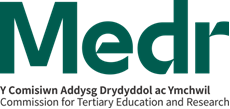 Medr
Y Comisiwn Addysg Drydyddol ac Ymchwil
Commission for Tertiary Education and Research